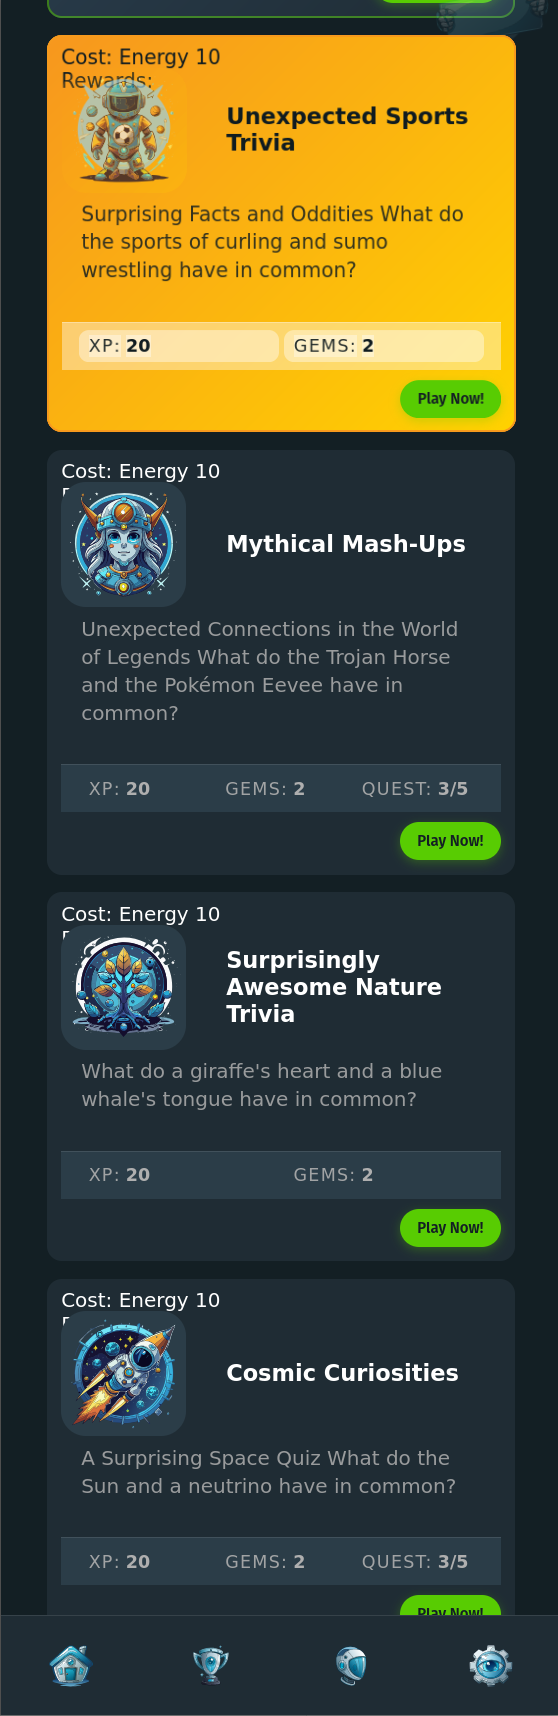 Cost: Energy 10
Rewards:
Unexpected Sports
Trivia
Surprising Facts and Oddities What do
the sports of curling and sumo
wrestling have in common?
XP: 20 GEMS: 2
Play Now!
Cost: Energy 10
Mythical Mash-Ups
Unexpected Connections in the World
of Legends What do the Trojan Horse
and the Pokémon Eevee have in
common?
XP: 20 GEMS: 2 QUEST: 3/5
Play Now!
Cost: Energy 10
Surprisingly
Awesome Nature
Trivia
What do a giraffe's heart and a blue
whale's tongue have in common?
XP: 20 GEMS: 2
Play Now!
Cost: Energy 10
Cosmic Curiosities
A Surprising Space Quiz What do the
Sun and a neutrino have in common?
XP: 20 GEMS: 2 QUEST: 3/5
Play Now!